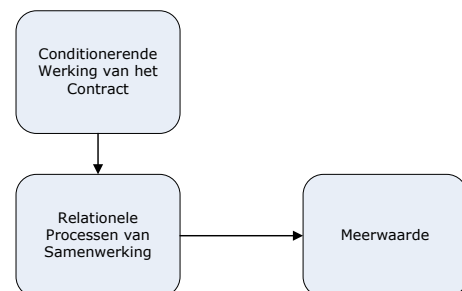 Conditionerende
Werking van het
Contract
Relationele
Processen van
Samenwerking
Meerwaarde